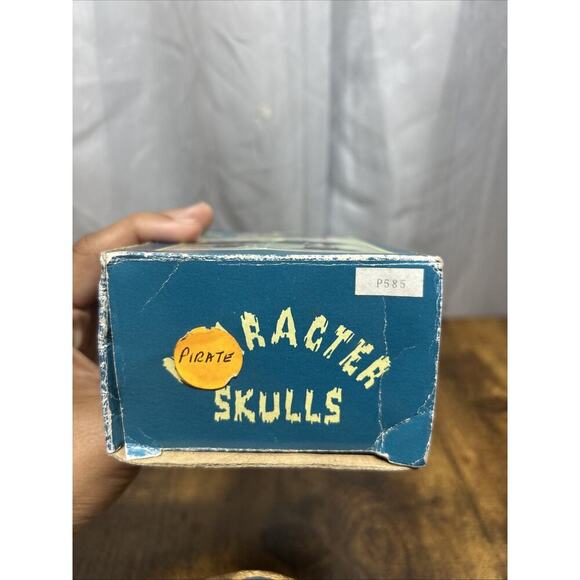 P585
PIRATE
RACTER
SKULLS